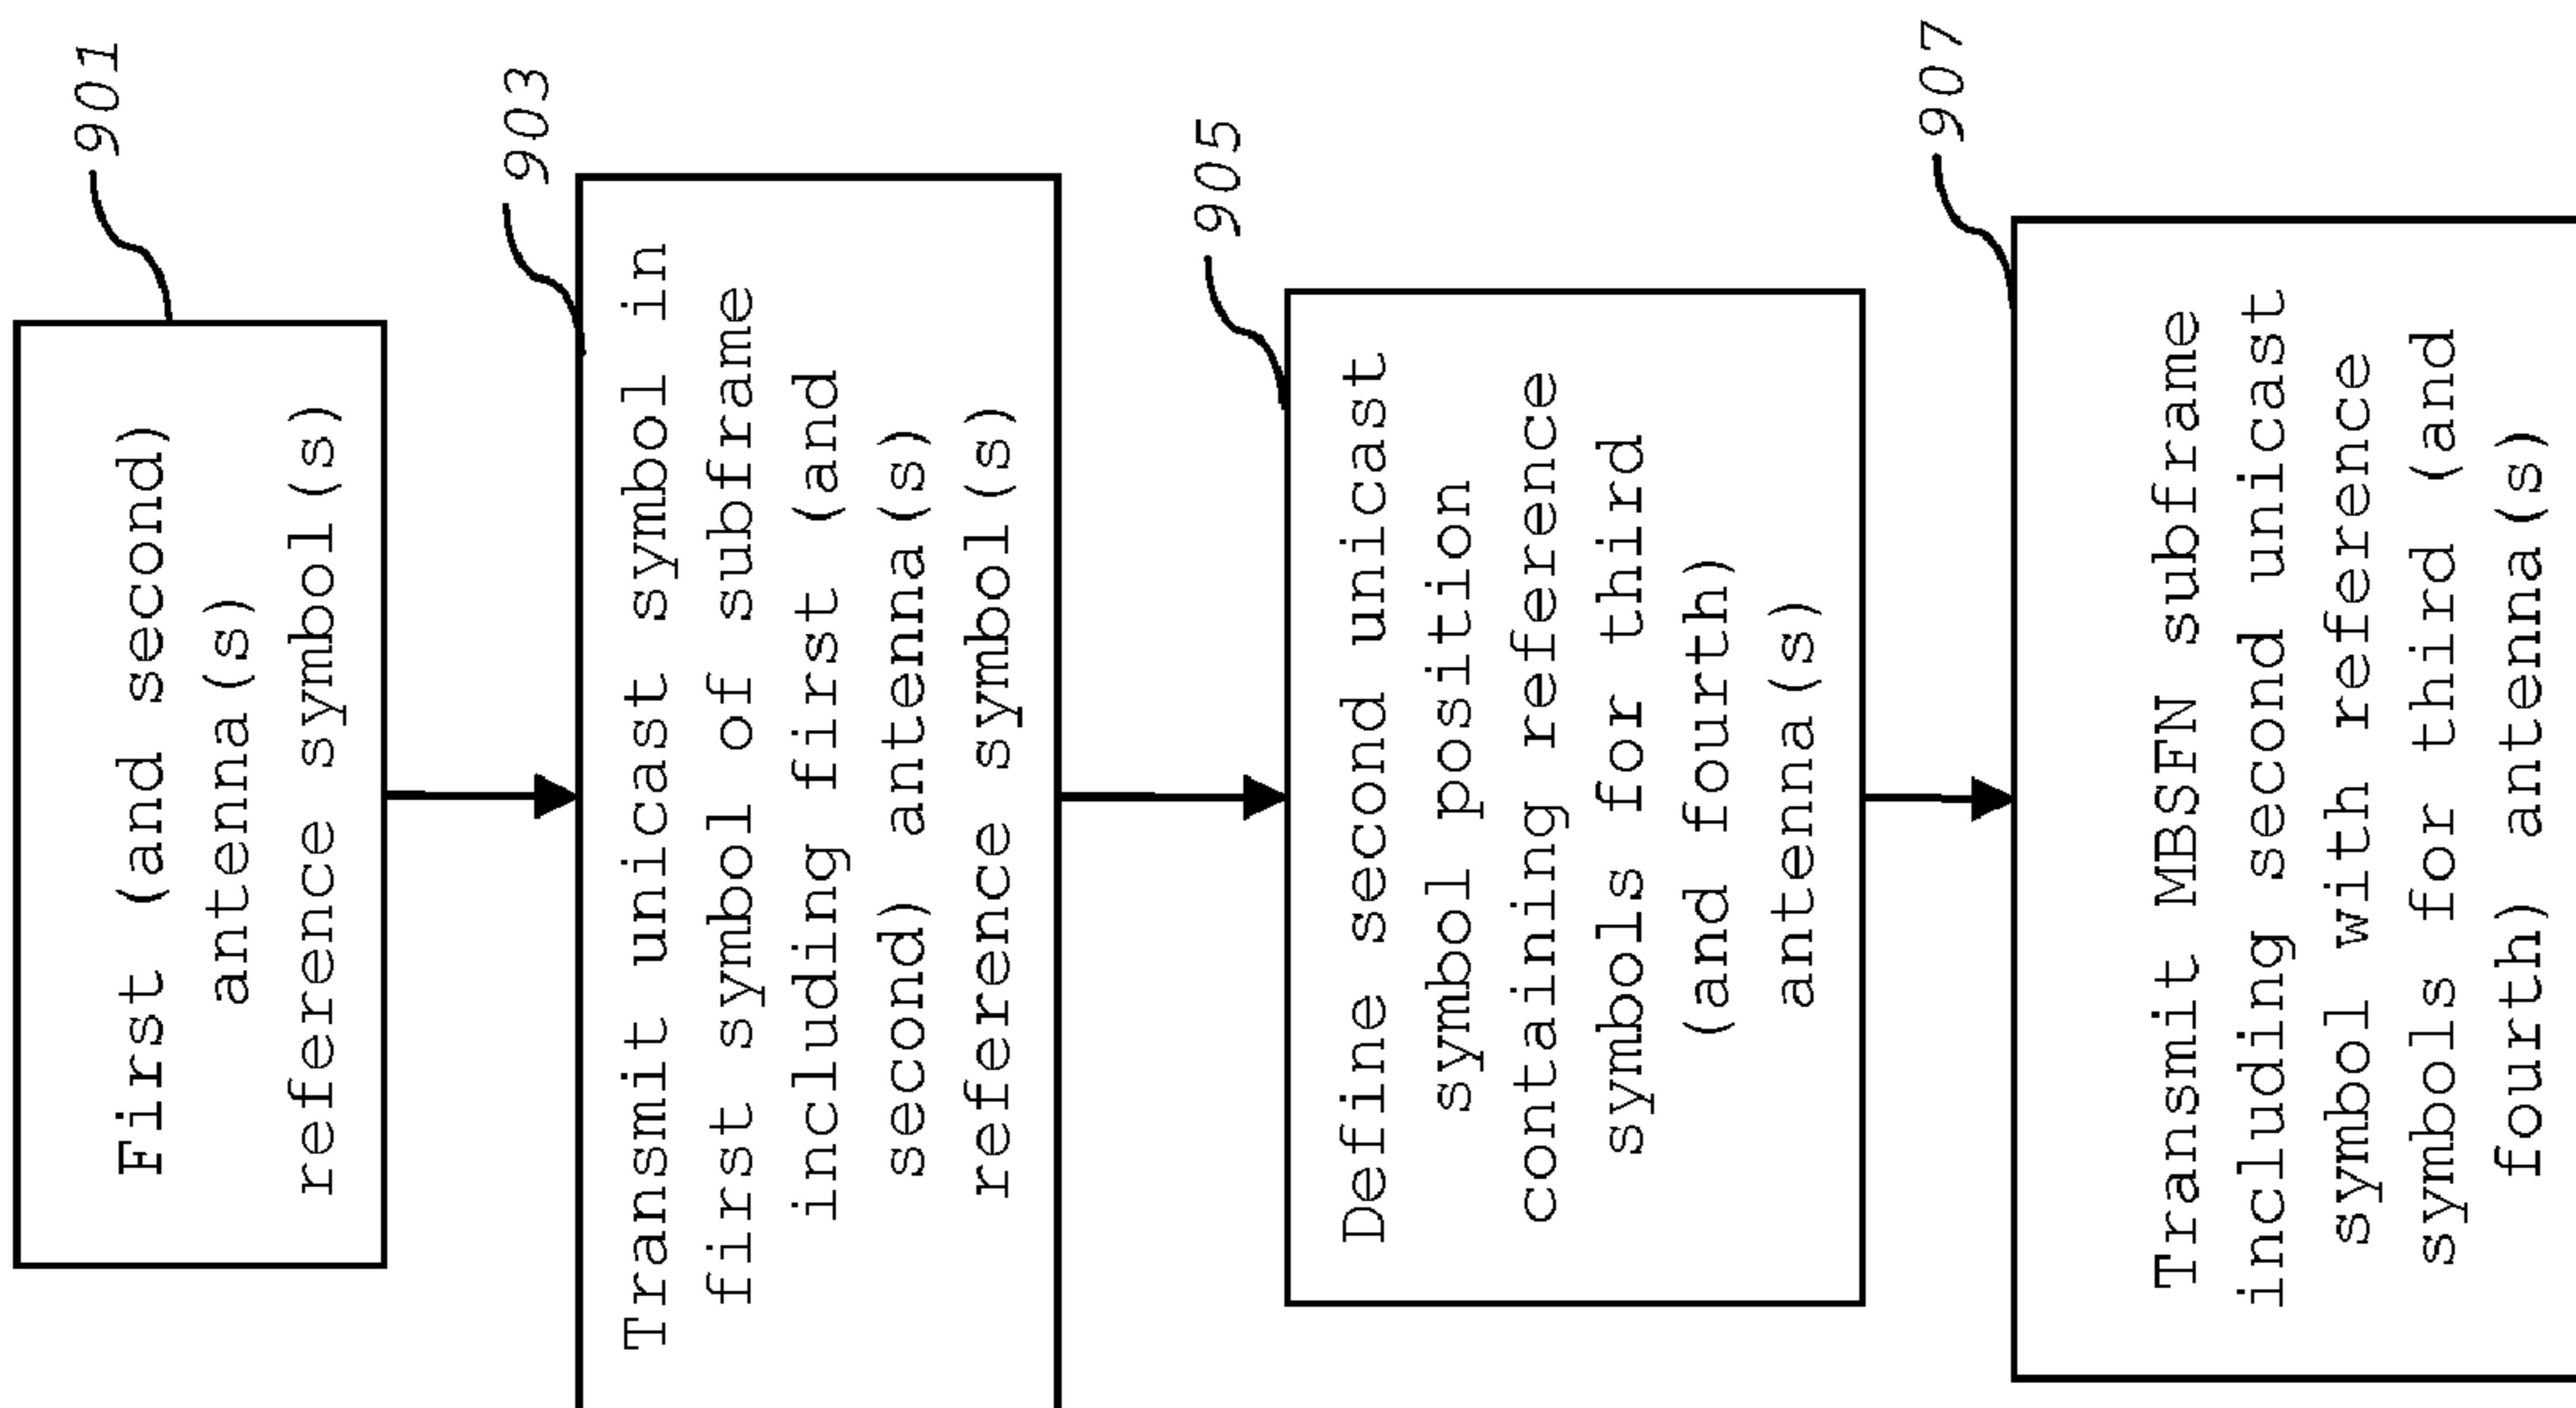 901
First (and second)
antenna(s)
reference symbol(s)
903
Transmit unicast symbol in
first symbol of subframe
including first (and
second) antenna(s)
reference symbol(s)
905
Define second unicast
symbol position
containing reference
symbols for third
(and fourth)
antenna(s)
907
Transmit MBSFN subframe
including second unicast
symbol with reference
symbols for third (and
fourth) antenna(s)